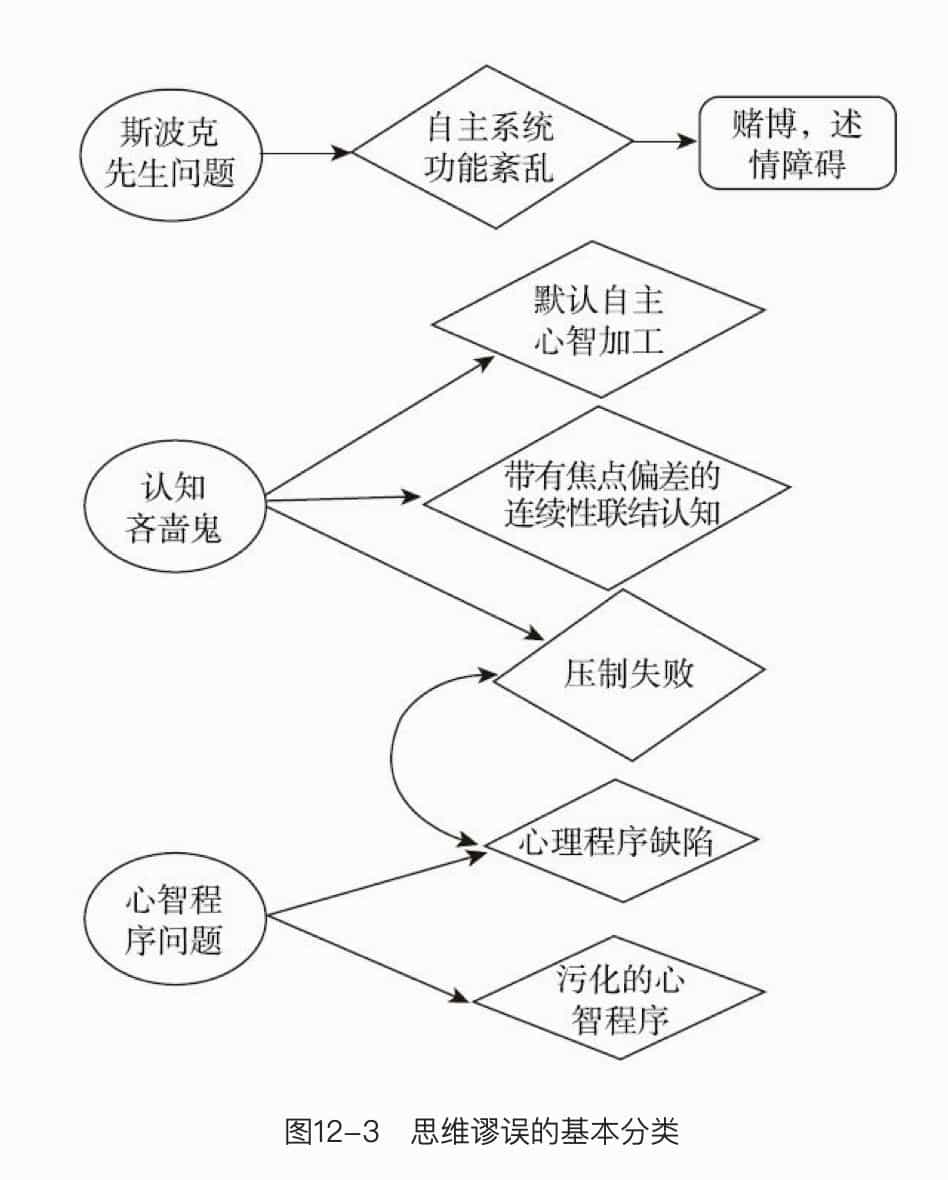 斯波克
先生问题
自主系统
功能紊乱
赌博，述
情障碍
默认自主
心智加工
认知
吝啬鬼
带有焦点偏差的
连续性联结认知
压制失败
心理程序缺陷
心智程
序问题
污化的心
智程序
图12-3 思维谬误的基本分类